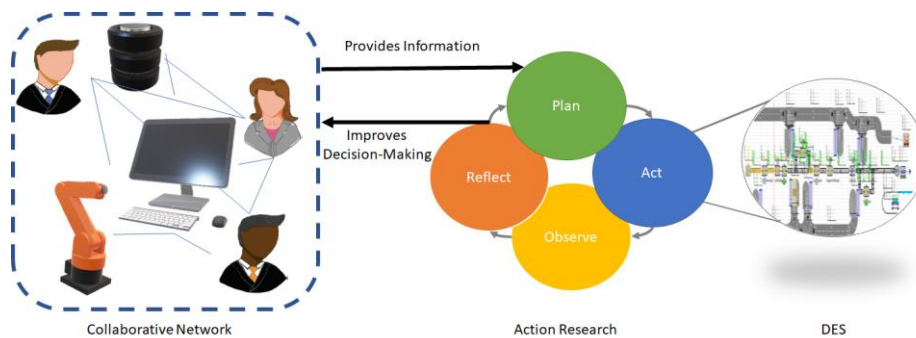 Provides Information
Improves
Decision-Making
Plan
Reflect
Act
Observe
Collaborative Network
Action Research
DES